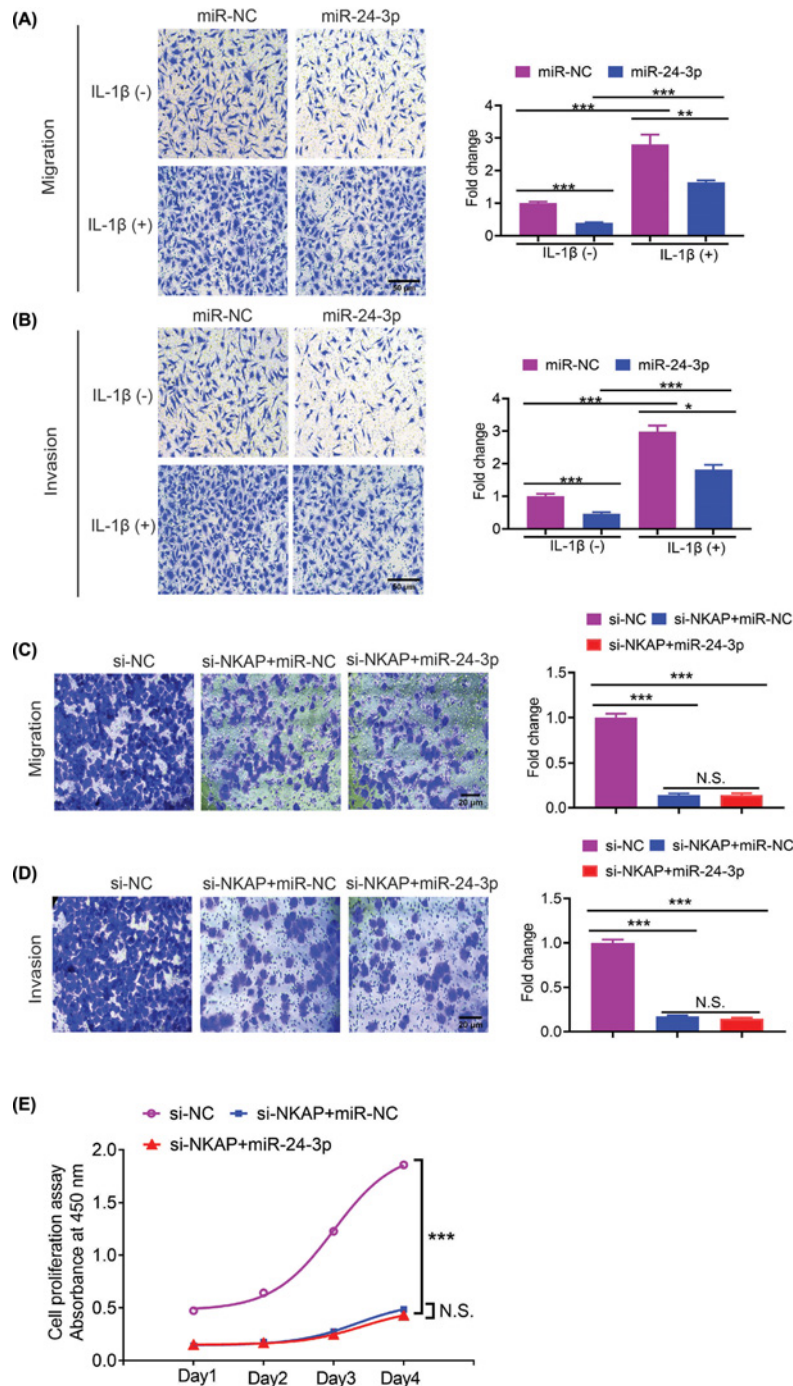 (A)
miR-NC miR-24-3p
Migration
IL-1β (-)
IL-1β (+)
50 μm
miR-NC miR-24-3p
Fold change
4
3
2
1
0
***
***
**
***
IL-1β (-) IL-1β (+)
(B)
miR-NC miR-24-3p
Invasion
IL-1β (-)
IL-1β (+)
50 μm
miR-NC miR-24-3p
Fold change
4
3
2
1
0
***
***
*
***
IL-1β (-) IL-1β (+)
(C)
si-NC si-NKAP+miR-NC si-NKAP+miR-24-3p
Migration
20 μm
si-NC si-NKAP+miR-NC
si-NKAP+miR-24-3p
Fold change
1.5
1.0
0.5
0.0
***
***
N.S.
(D)
si-NC si-NKAP+miR-NC si-NKAP+miR-24-3p
Invasion
20 μm
si-NC si-NKAP+miR-NC
si-NKAP+miR-24-3p
Fold change
1.5
1.0
0.5
0.0
***
***
N.S.
(E)
si-NC si-NKAP+miR-NC
si-NKAP+miR-24-3p
Cell proliferation assay
Absorbance at 450 nm
2.0
1.5
1.0
0.5
0.0
***
N.S.
Day1 Day2 Day3 Day4